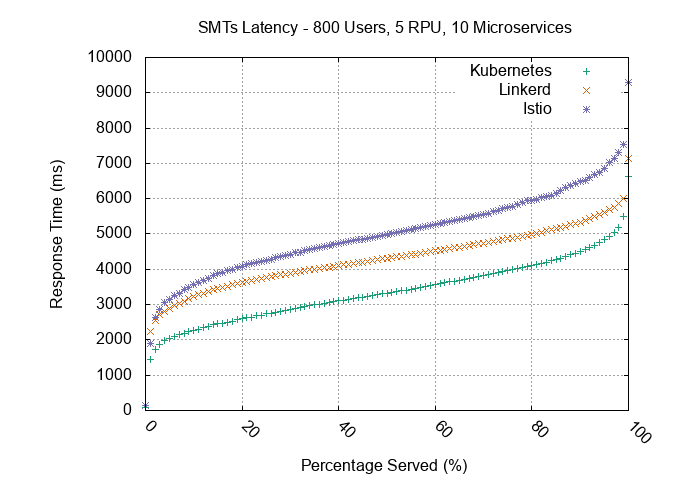 SMTs Latency - 800 Users, 5 RPU, 10 Microservices
Kubernetes
Linkerd
Istio
10000
9000
8000
7000
6000
5000
4000
3000
2000
1000
0
Response Time (ms)
0 20 40 60 80 100
Percentage Served (%)